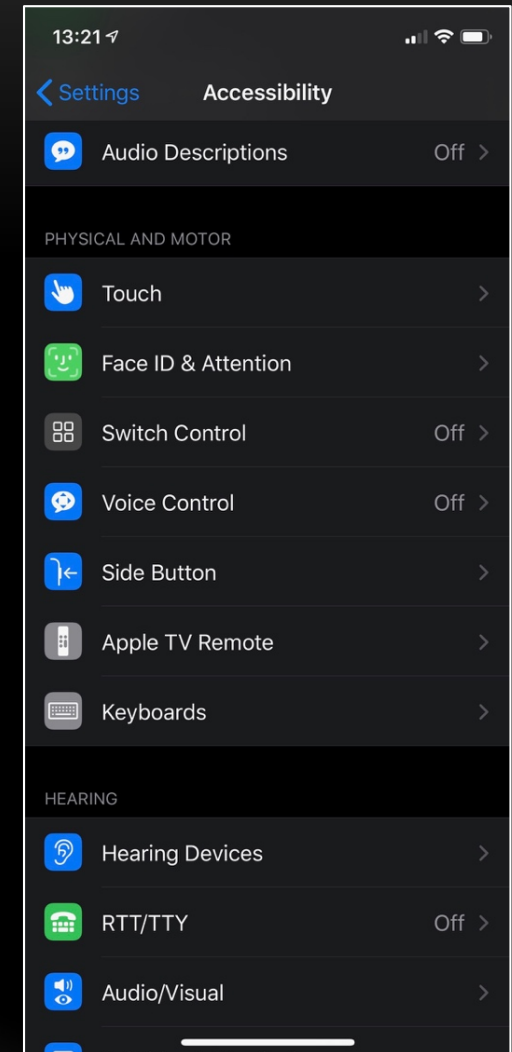 13:21
Settings Accessibility
Audio Descriptions Off
PHYSICAL AND MOTOR
Touch
Face ID & Attention
Switch Control Off
Voice Control Off
Side Button
Apple TV Remote
Keyboards
HEARING
Hearing Devices
RTT/TTY Off
Audio/Visual